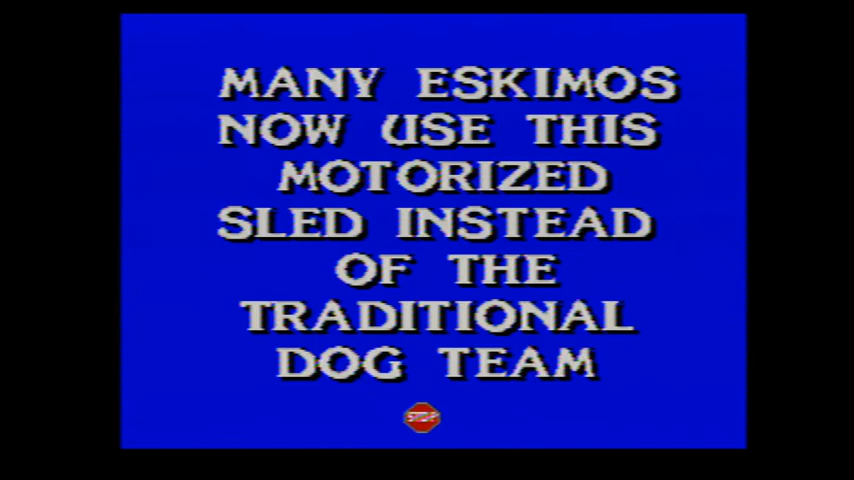 MANY ESKIMOS
NOW USE THIS
MOTORIZED
SLED INSTEAD
OF THE
TRADITIONAL
DOG TEAM
STOP